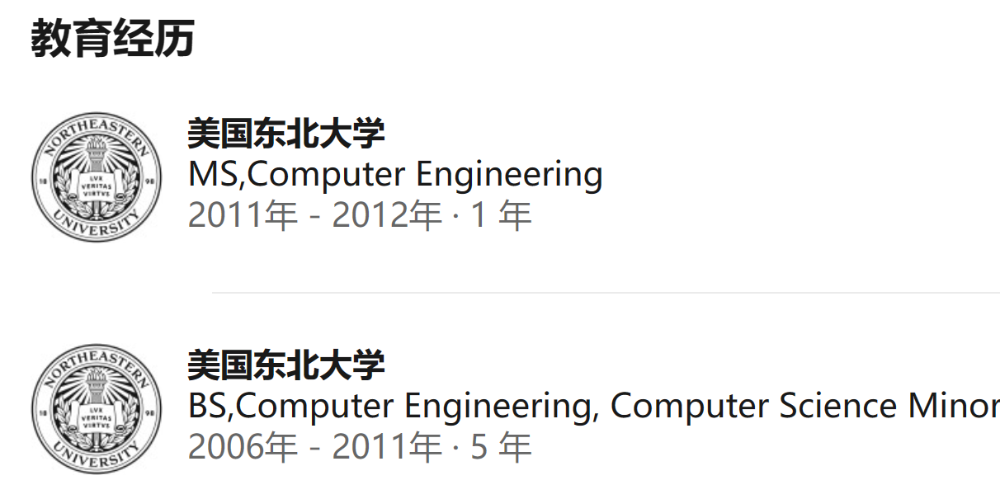 教育经历
NORTHEASTERN
18 98
LVX
VERITAS
VIRTVS
UNIVERSITY
美国东北大学
MS,Computer Engineering
2011年 - 2012年 · 1 年
NORTHEASTERN
18 98
LVX
VERITAS
VIRTVS
UNIVERSITY
美国东北大学
BS,Computer Engineering, Computer Science Minor
2006年 - 2011年 · 5 年